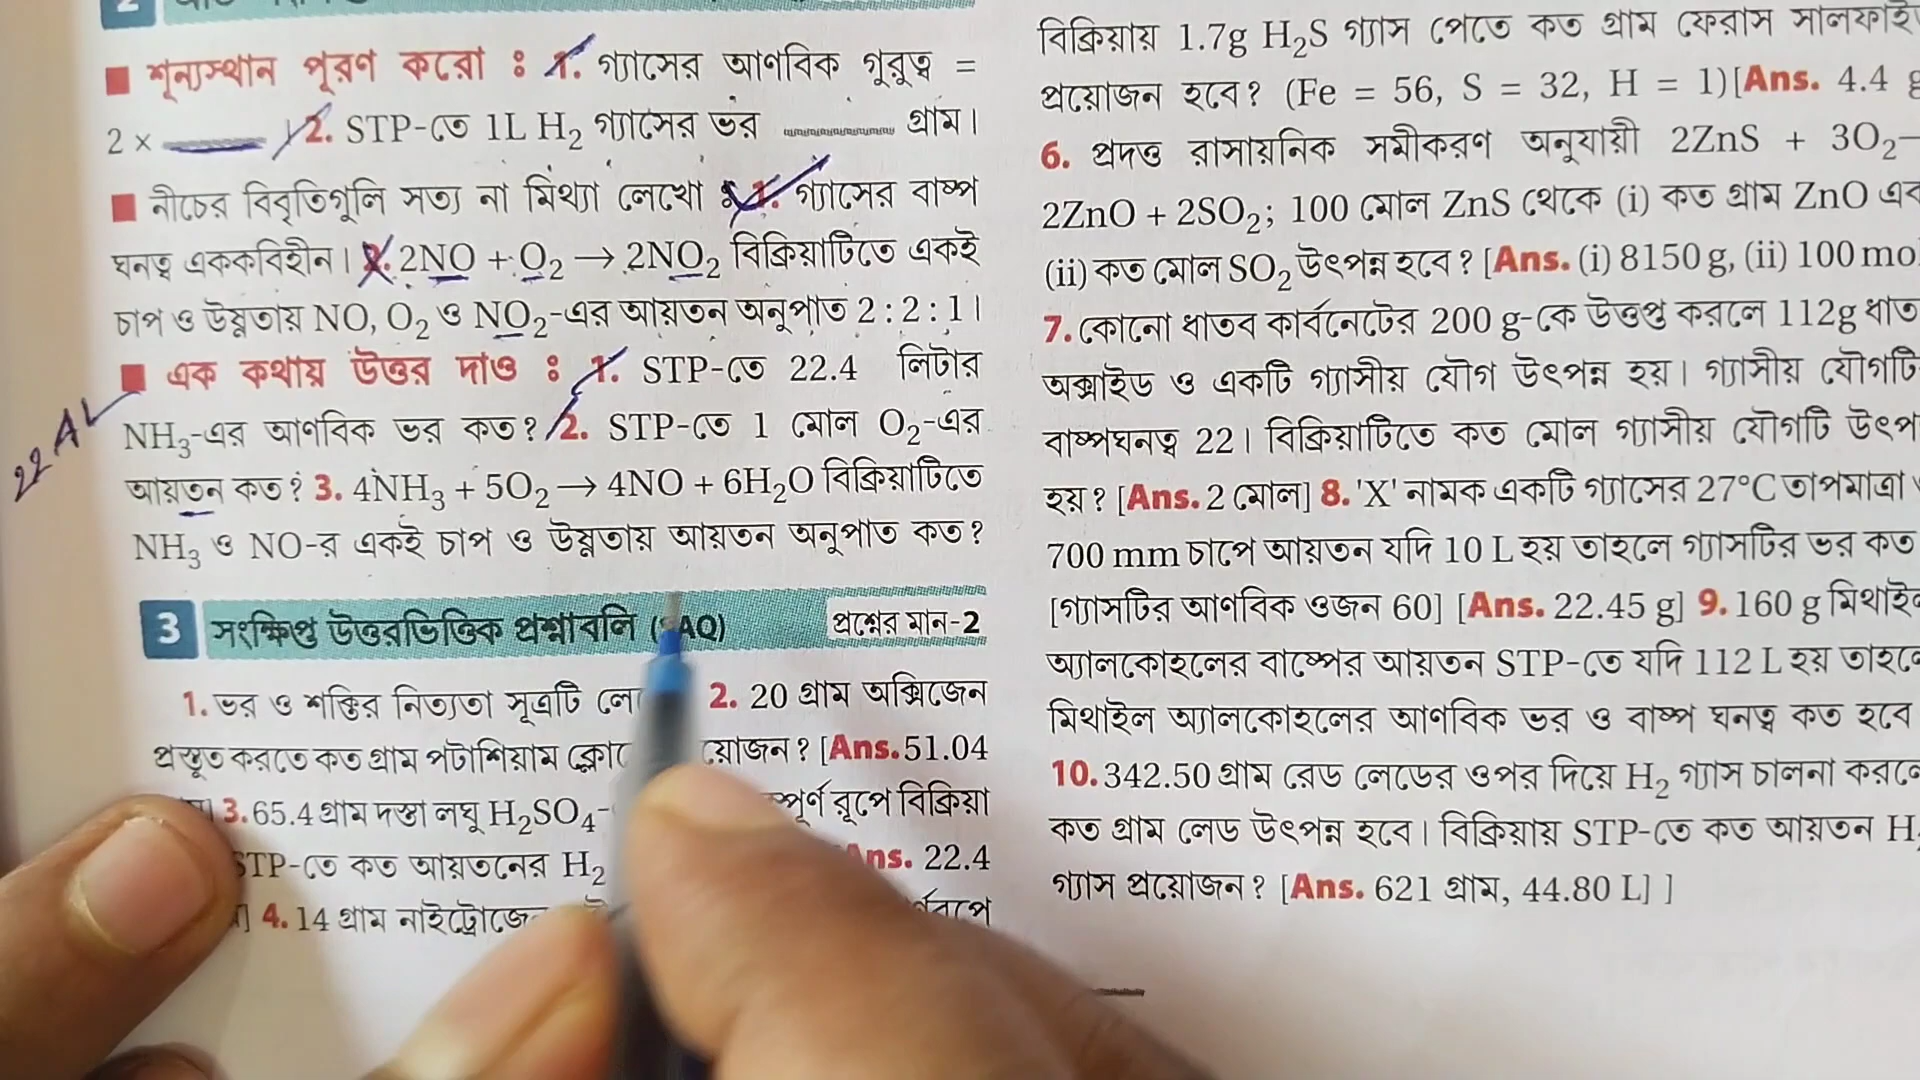 2
■ শূন্যস্থান পূরণ করো : 1. গ্যাসের আণবিক গুরুত্ব =
2 × ______ | 2. STP-তে 1L H₂ গ্যাসের ভর ______ গ্রাম।
■ নীচের বিবৃতিগুলি সত্য না মিথ্যা লেখো : 1. গ্যাসের বাষ্প
ঘনত্ব এককবিহীন। 2. 2NO + O₂ → 2NO₂ বিক্রিয়াটিতে একই
চাপ ও উষ্ণতায় NO, O₂ ও NO₂-এর আয়তন অনুপাত 2 : 2 : 1।
■ এক কথায় উত্তর দাও : 1. STP-তে 22.4 লিটার
NH₃-এর আণবিক ভর কত? 2. STP-তে 1 মোল O₂-এর
আয়তন কত? 3. 4NH₃ + 5O₂ → 4NO + 6H₂O বিক্রিয়াটিতে
NH₃ ও NO-র একই চাপ ও উষ্ণতায় আয়তন অনুপাত কত?
3 সংক্ষিপ্ত উত্তরভিত্তিক প্রশ্নাবলি (SAQ) প্রশ্নের মান-2
1. ভর ও শক্তির নিত্যতা সূত্রটি 2. 20 গ্রাম অক্সিজেন
প্রস্তুত করতে কত গ্রাম পটাশিয়াম [Ans. 51.04
3. 65.4 গ্রাম দস্তা লঘু H₂SO₄- রূপে বিক্রিয়া
STP-তে কত আয়তনের H₂ Ans. 22.4
4. 14 গ্রাম
বিক্রিয়ায় 1.7g H₂S গ্যাস পেতে কত গ্রাম ফেরাস
প্রয়োজন হবে? (Fe = 56, S = 32, H = 1) [Ans. 4.4 g
6. প্রদত্ত রাসায়নিক সমীকরণ অনুযায়ী 2ZnS + 3O₂
2ZnO + 2SO₂; 100 মোল ZnS থেকে (i) কত গ্রাম ZnO
(ii) কত মোল SO₂ উৎপন্ন হবে? [Ans. (i) 8150 g, (ii) 100
7. কোনো ধাতব কার্বনেটের 200 g-কে উত্তপ্ত করলে 112g
অক্সাইড ও একটি গ্যাসীয় যৌগ উৎপন্ন হয়। গ্যাসীয় যৌগটি
বাষ্পঘনত্ব 22। বিক্রিয়াটিতে কত মোল গ্যাসীয় যৌগটি
হয়? [Ans. 2 মোল] 8. 'X' নামক একটি গ্যাসের 27°C তাপমাত্রা
700 mm চাপে আয়তন যদি 10 L হয় তাহলে গ্যাসটির ভর কত
[গ্যাসটির আণবিক ওজন 60] [Ans. 22.45 g] 9. 160 g
অ্যালকোহলের বাষ্পের আয়তন STP-তে যদি 112 L হয়
মিথাইল অ্যালকোহলের আণবিক ভর ও বাষ্প ঘনত্ব কত হবে
10. 342.50 গ্রাম রেড লেডের ওপর দিয়ে H₂ গ্যাস চালনা করলে
কত গ্রাম লেড উৎপন্ন হবে। বিক্রিয়ায় STP-তে কত আয়তন H
গ্যাস প্রয়োজন? [Ans. 621 গ্রাম, 44.80 L] ]